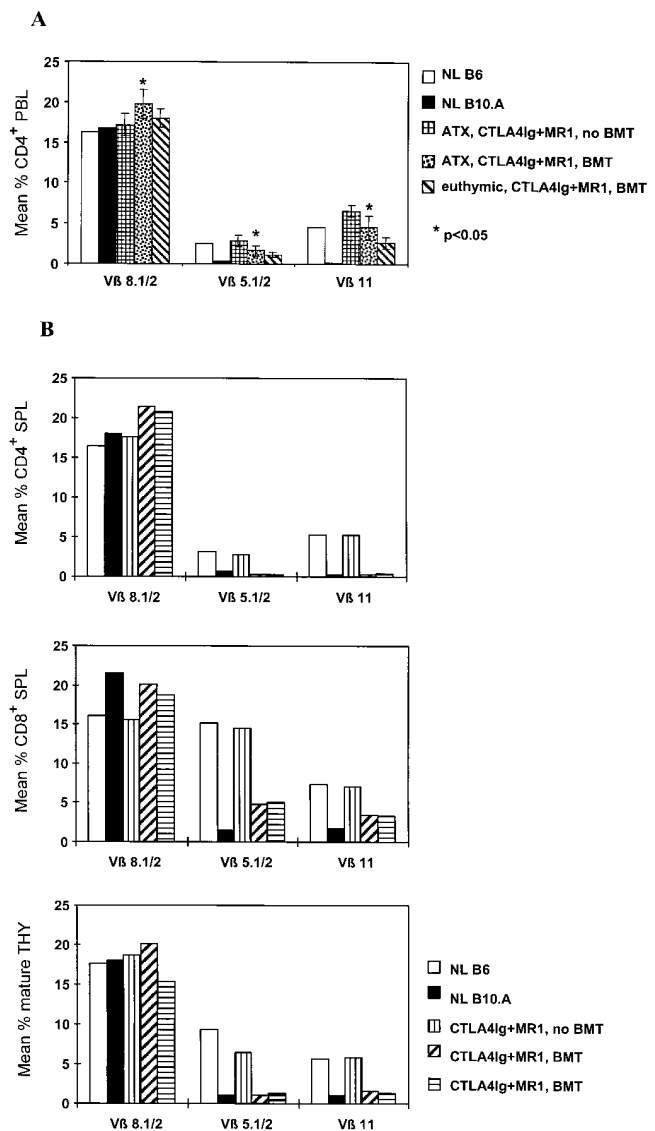 A
25
20
15
10
5
0
Mean % CD4+ PBL
*
*
*
Vß 8.1/2 Vß 5.1/2 Vß 11
NL B6
NL B10.A
ATX, CTLA4Ig+MR1, no BMT
ATX, CTLA4Ig+MR1, BMT
euthymic, CTLA4Ig+MR1, BMT
* p<0.05
B
25
20
15
10
5
0
Mean % CD4+ SPL
Vß 8.1/2 Vß 5.1/2 Vß 11
25
20
15
10
5
0
Mean % CD8+ SPL
Vß 8.1/2 Vß 5.1/2 Vß 11
25
20
15
10
5
0
Mean % mature THY
Vß 8.1/2 Vß 5.1/2 Vß 11
NL B6
NL B10.A
CTLA4Ig+MR1, no BMT
CTLA4Ig+MR1, BMT
CTLA4Ig+MR1, BMT